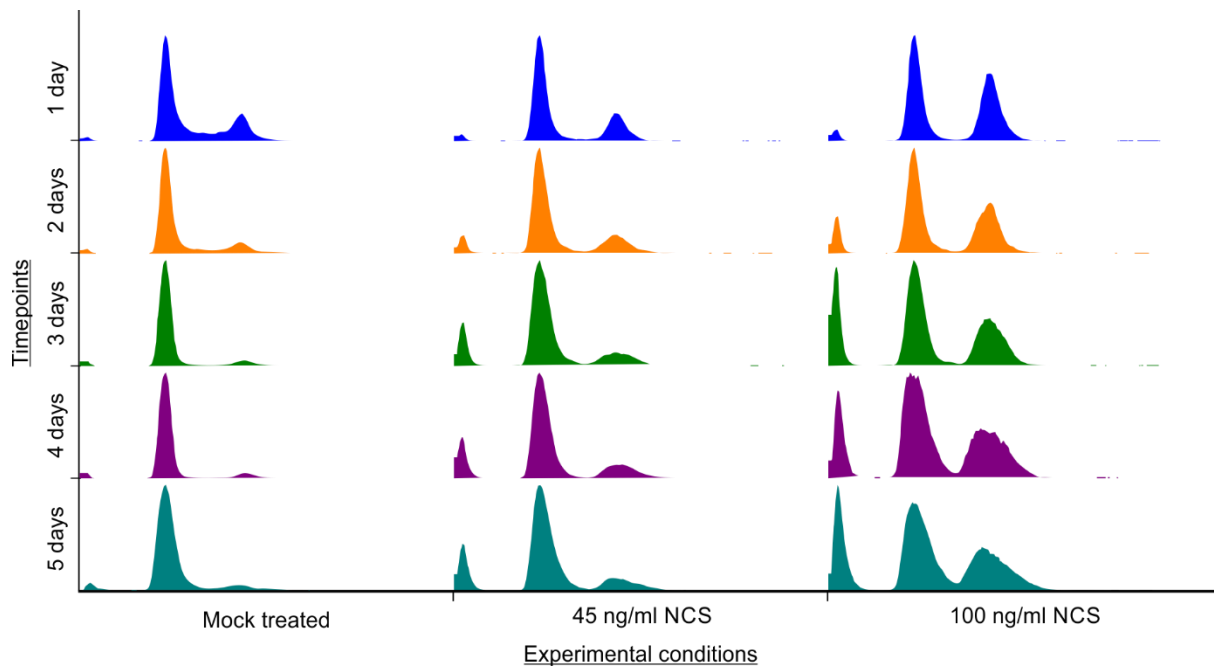 Timepoints
1 day
2 days
3 days
4 days
5 days
Mock treated
45 ng/ml NCS
100 ng/ml NCS
Experimental conditions